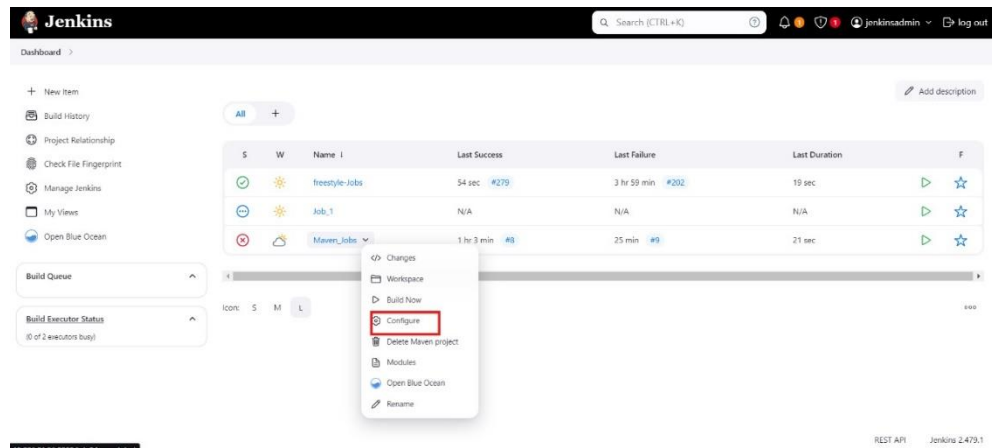 Jenkins
Search (CTRL+K)
1
1
jenkinsadmin
log out
Dashboard >
New Item
Build History
Project Relationship
Check File Fingerprint
Manage Jenkins
My Views
Open Blue Ocean
Build Queue
Build Executor Status
(0 of 2 executors busy)
Add description
All +
S W Name ↓ Last Success Last Failure Last Duration F
freestyle-Jobs 54 sec #279 3 hr 59 min #202 19 sec
Job_1 N/A N/A N/A
Maven_Jobs 1 hr 3 min #8 25 min #9 21 sec
Changes
Workspace
Build Now
Configure
Delete Maven project
Modules
Open Blue Ocean
Rename
Icon: S M L
REST API Jenkins 2.479.1